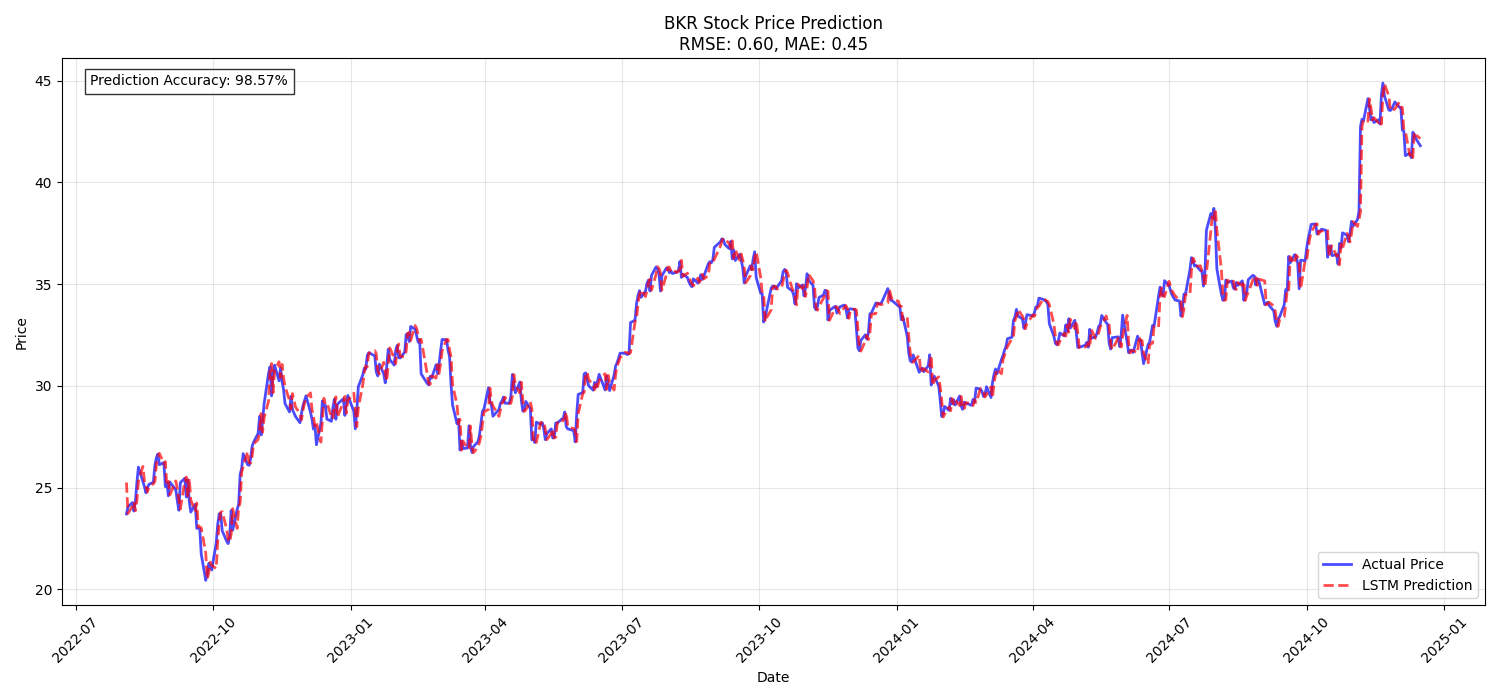 BKR Stock Price Prediction
RMSE: 0.60, MAE: 0.45
Prediction Accuracy: 98.57%
45
40
35
30
25
20
Price
Actual Price
LSTM Prediction
2022-07
2022-10
2023-01
2023-04
2023-07
2023-10
2024-01
2024-04
2024-07
2024-10
2025-01
Date